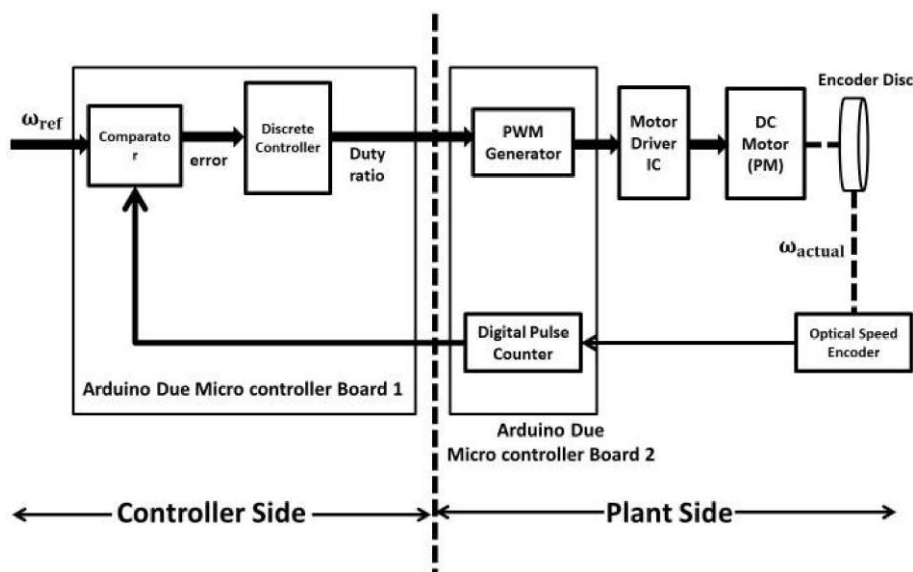 ω_ref
Comparato
r
error
Discrete
Controller
Duty
ratio
PWM
Generator
Motor
Driver
IC
DC
Motor
(PM)
Encoder Disc
ω_actual
Digital Pulse
Counter
Optical Speed
Encoder
Arduino Due Micro controller Board 1
Arduino Due
Micro controller Board 2
Controller Side
Plant Side